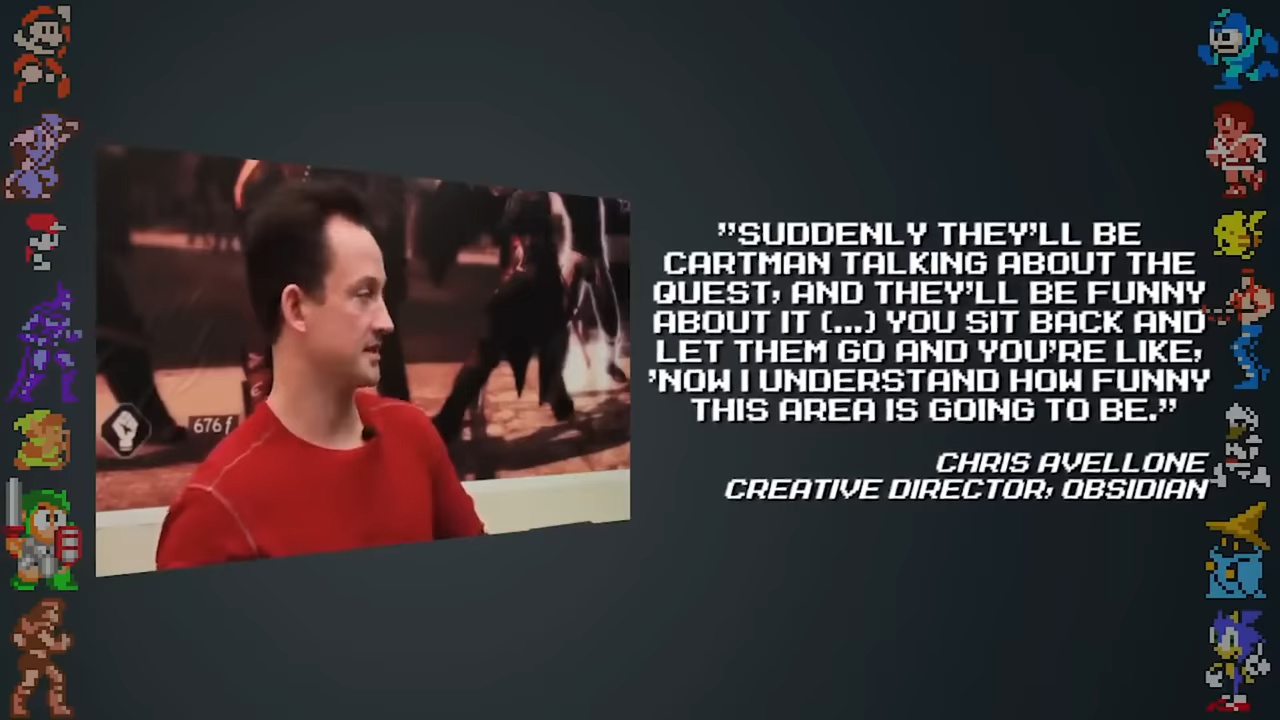 676 f
”SUDDENLY THEY’LL BE
CARTMAN TALKING ABOUT THE
QUEST, AND THEY’LL BE FUNNY
ABOUT IT (...) YOU SIT BACK AND
LET THEM GO AND YOU’RE LIKE,
’NOW I UNDERSTAND HOW FUNNY
THIS AREA IS GOING TO BE.”
CHRIS AVELLONE
CREATIVE DIRECTOR, OBSIDIAN